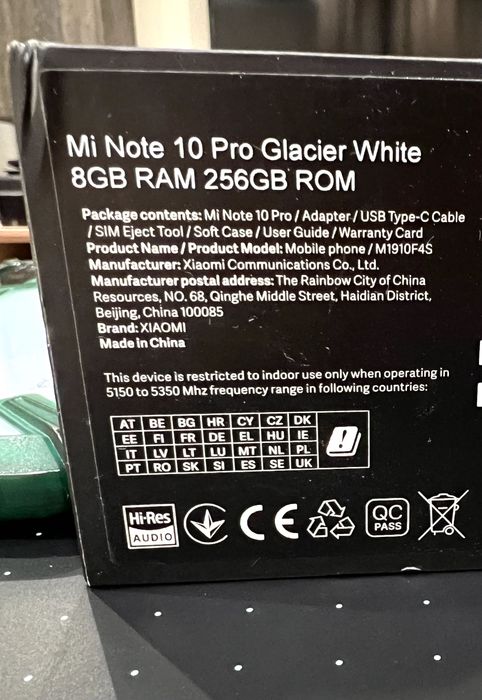 Mi Note 10 Pro Glacier White
8GB RAM 256GB ROM
Package contents: Mi Note 10 Pro / Adapter / USB Type-C Cable
/ SIM Eject Tool / Soft Case / User Guide / Warranty Card
Product Name / Product Model: Mobile phone / M1910F4S
Manufacturer: Xiaomi Communications Co., Ltd.
Manufacturer postal address: The Rainbow City of China
Resources, NO. 68, Qinghe Middle Street, Haidian District,
Beijing, China 100085
Brand: XIAOMI
Made in China
This device is restricted to indoor use only when operating in
5150 to 5350 Mhz frequency range in following countries:
AT BE BG HR CY CZ DK
EE FI FR DE EL HU IE
IT LV LT LU MT NL PL
PT RO SK SI ES SE UK
Hi-Res
AUDIO
CE
QC
PASS